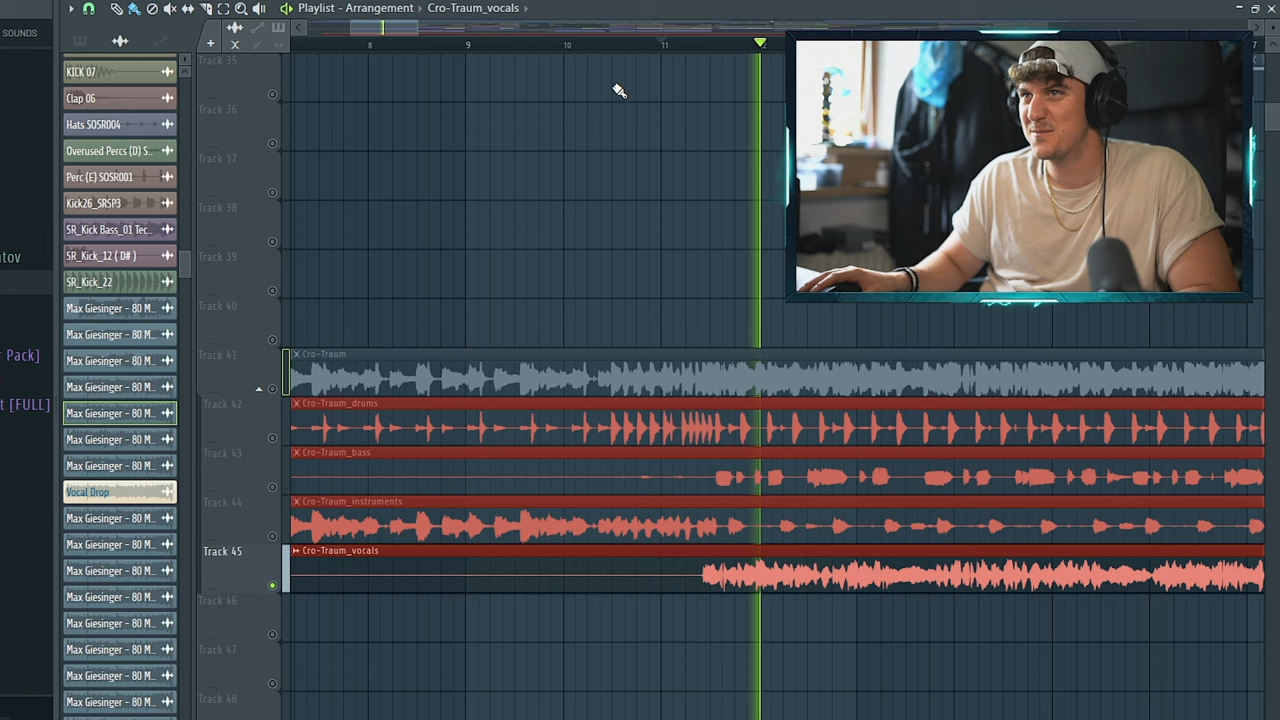 Playlist - Arrangement › Cro-Traum_vocals ›
SOUNDS
8
9
10
11
KICK 07
Clap 06
Hats SOSR004
Overused Percs (D) S..
Perc (E) SOSR001
Kick26_SRSP3
SR_Kick Bass_01 Tec..
SR_Kick_12 ( D# )
SR_Kick_22
Max Giesinger - 80 M..
Max Giesinger - 80 M..
Max Giesinger - 80 M..
Max Giesinger - 80 M..
Max Giesinger - 80 M..
Max Giesinger - 80 M..
Max Giesinger - 80 M..
Vocal Drop
Max Giesinger - 80 M..
Max Giesinger - 80 M..
Max Giesinger - 80 M..
Max Giesinger - 80 M..
Max Giesinger - 80 M..
Max Giesinger - 80 M..
Max Giesinger - 80 M..
Max Giesinger - 80 M..
ntov
r Pack]
t [FULL]
Track 35
Track 36
Track 37
Track 38
Track 39
Track 40
Track 41
Cro-Traum
Track 42
Cro-Traum_drums
Track 43
Cro-Traum_bass
Track 44
Cro-Traum_instruments
Track 45
Cro-Traum_vocals
Track 46
Track 47
Track 48